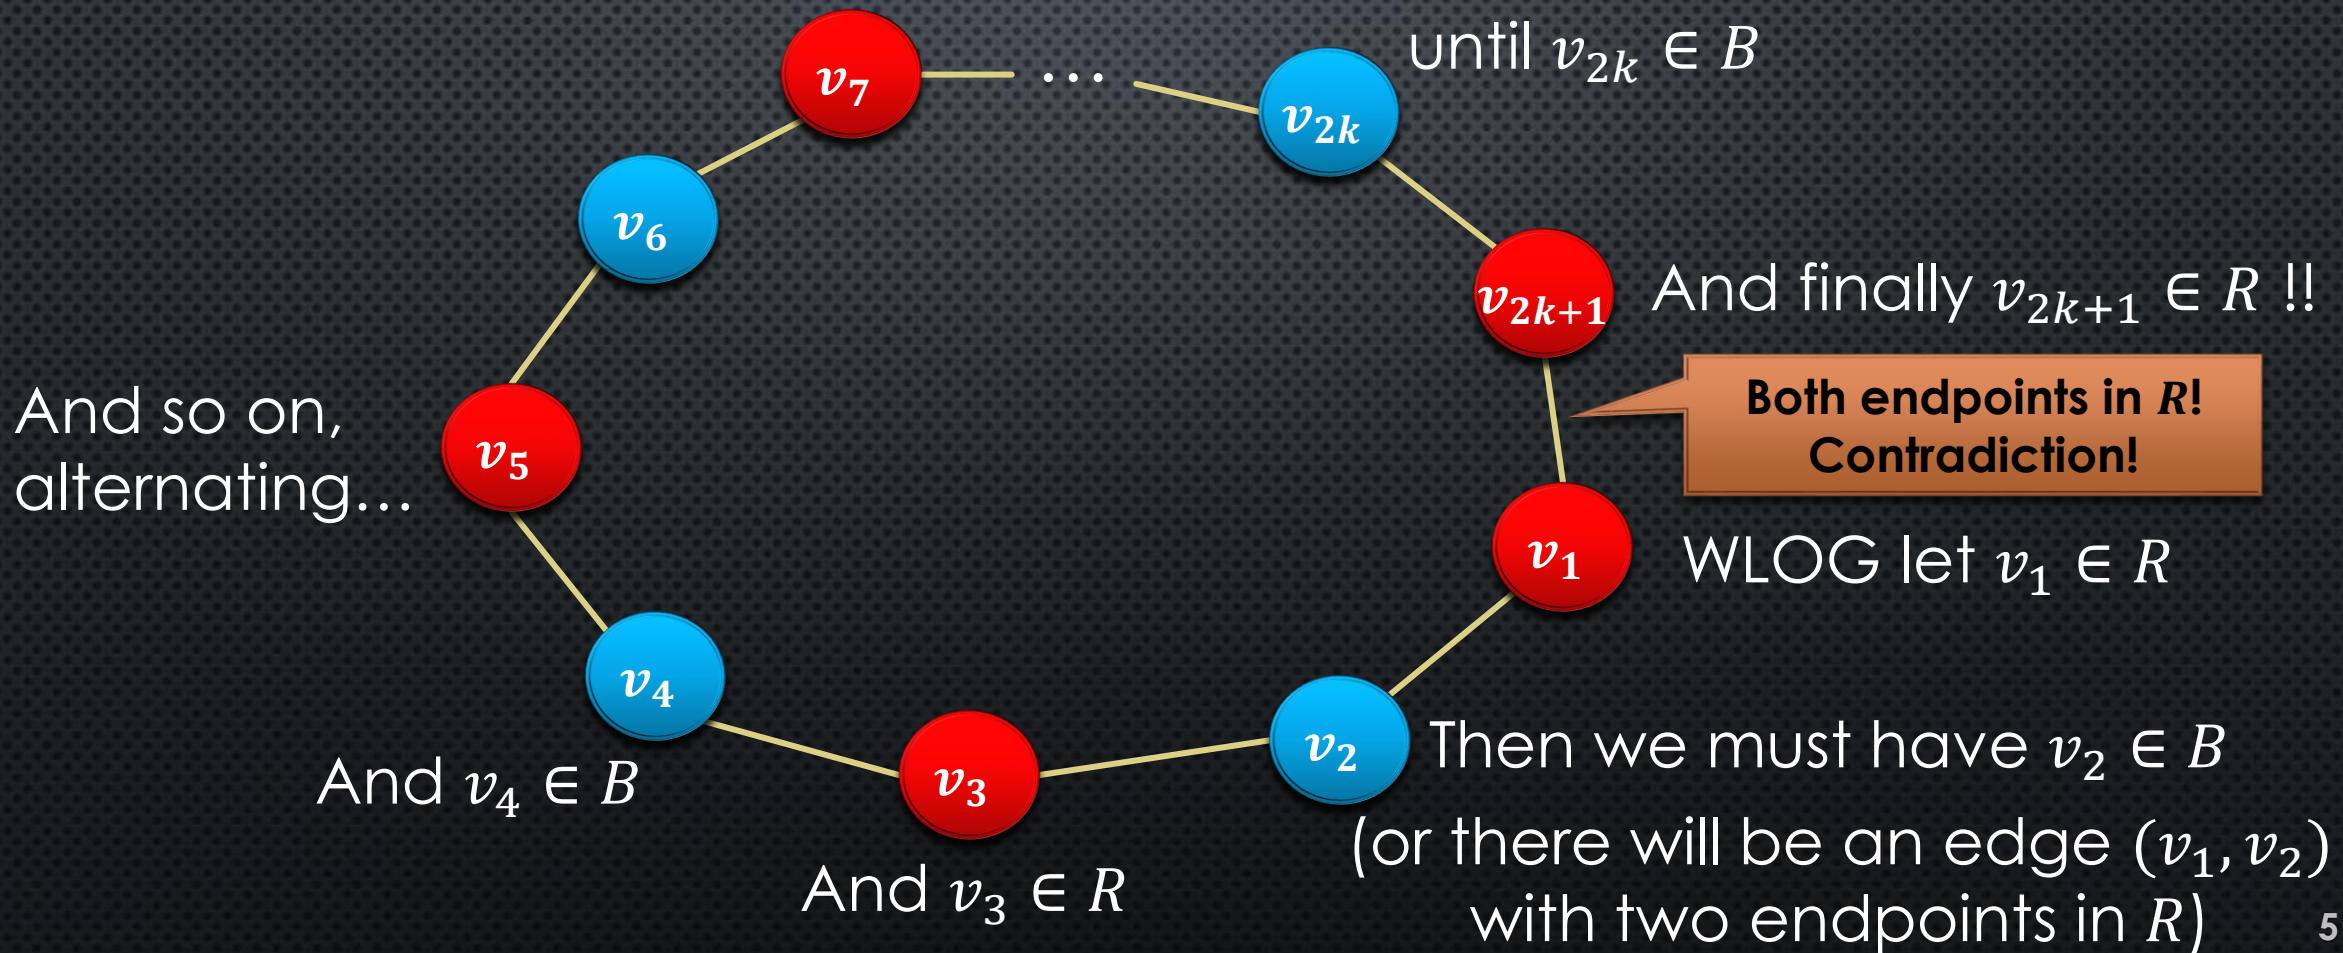 v₇
…
v₂ₖ
until v₂ₖ ∈ B
v₆
v₂ₖ₊₁
And finally v₂ₖ₊₁ ∈ R !!
Both endpoints in R!
Contradiction!
And so on,
alternating…
v₅
v₁
WLOG let v₁ ∈ R
v₄
And v₄ ∈ B
v₃
And v₃ ∈ R
v₂
Then we must have v₂ ∈ B
(or there will be an edge (v₁, v₂)
with two endpoints in R)
5